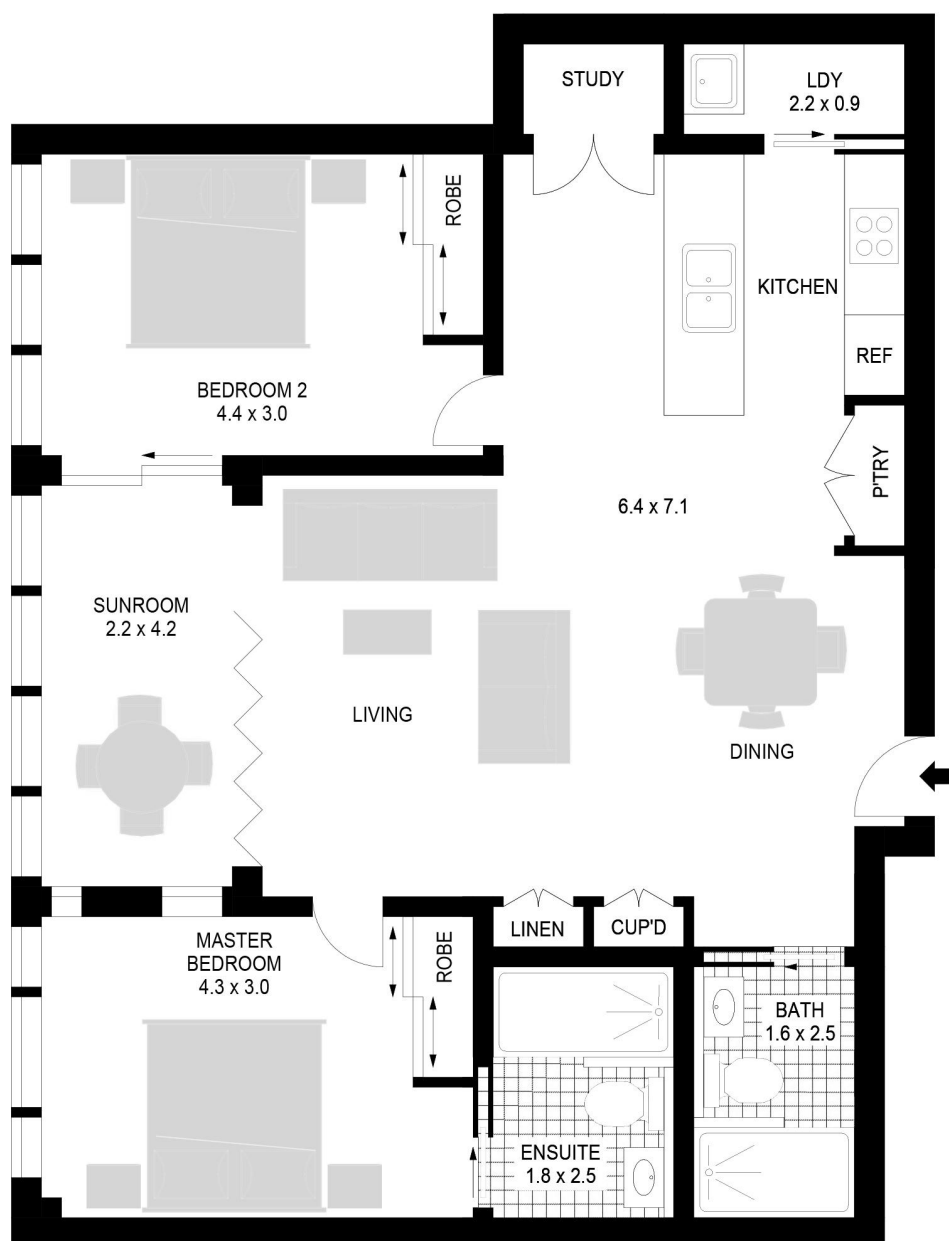 STUDY
LDY
2.2 x 0.9
ROBE
KITCHEN
REF
BEDROOM 2
4.4 x 3.0
P'TRY
6.4 x 7.1
SUNROOM
2.2 x 4.2
LIVING
DINING
LINEN
CUP'D
MASTER
BEDROOM
4.3 x 3.0
ROBE
BATH
1.6 x 2.5
ENSUITE
1.8 x 2.5